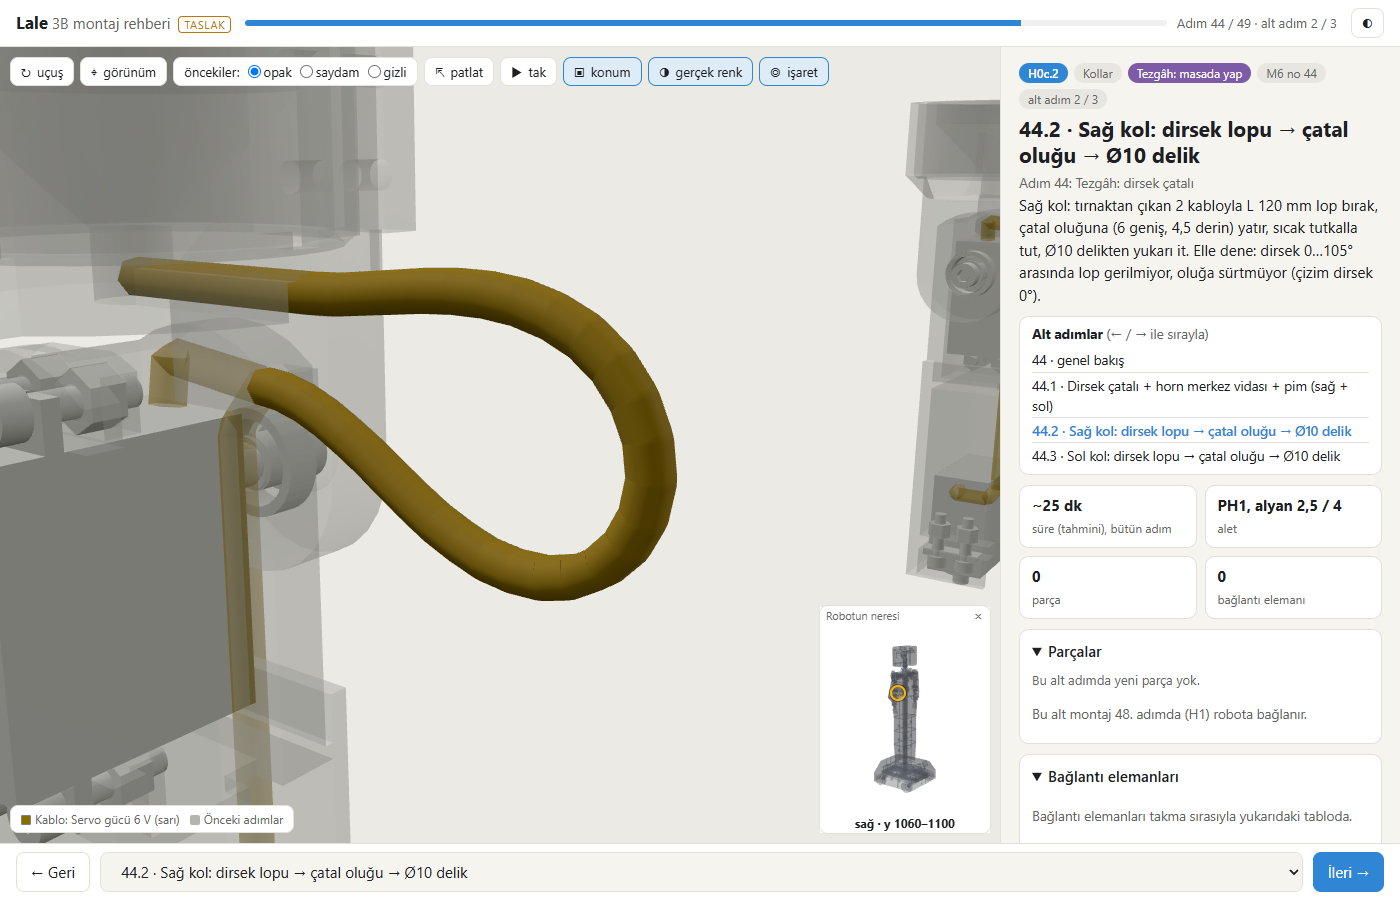 Lale 3B montaj rehberi TASLAK
Adım 44 / 49 · alt adım 2 / 3
↻ uçuş
⌖ görünüm
öncekiler: opak saydam gizli
⇱ patlat
▶ tak
▣ konum
◑ gerçek renk
◎ işaret
Robotun neresi ×
sağ · y 1060–1100
Kablo: Servo gücü 6 V (sarı) Önceki adımlar
H0c.2 Kollar Tezgâh: masada yap M6 no 44
alt adım 2 / 3
44.2 · Sağ kol: dirsek lopu → çatal
oluğu → Ø10 delik
Adım 44: Tezgâh: dirsek çatalı
Sağ kol: tırnaktan çıkan 2 kabloyla L 120 mm lop bırak,
çatal oluğuna (6 geniş, 4,5 derin) yatır, sıcak tutkalla
tut, Ø10 delikten yukarı it. Elle dene: dirsek 0…105°
arasında lop gerilmiyor, oluğa sürtmüyor (çizim dirsek
0°).
Alt adımlar (← / → ile sırayla)
44 · genel bakış
44.1 · Dirsek çatalı + horn merkez vidası + pim (sağ +
sol)
44.2 · Sağ kol: dirsek lopu → çatal oluğu → Ø10 delik
44.3 · Sol kol: dirsek lopu → çatal oluğu → Ø10 delik
~25 dk
süre (tahmini), bütün adım
PH1, alyan 2,5 / 4
alet
0
parça
0
bağlantı elemanı
▼ Parçalar
Bu alt adımda yeni parça yok.
Bu alt montaj 48. adımda (H1) robota bağlanır.
▼ Bağlantı elemanları
Bağlantı elemanları takma sırasıyla yukarıdaki tabloda.
← Geri
44.2 · Sağ kol: dirsek lopu → çatal oluğu → Ø10 delik
İleri →